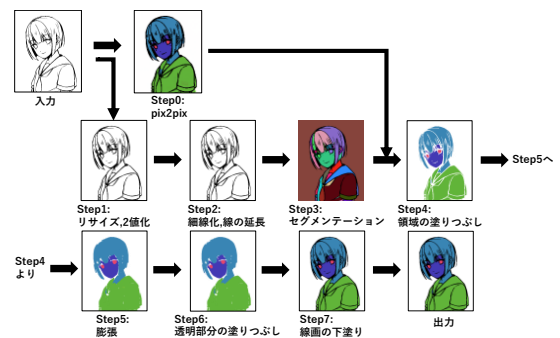 入力
Step0:
pix2pix
Step1:
リサイズ,2値化
Step2:
細線化,線の延長
Step3:
セグメンテーション
Step4:
領域の塗りつぶし
Step5へ
Step4
より
Step5:
膨張
Step6:
透明部分の塗りつぶし
Step7:
線画の下塗り
出力